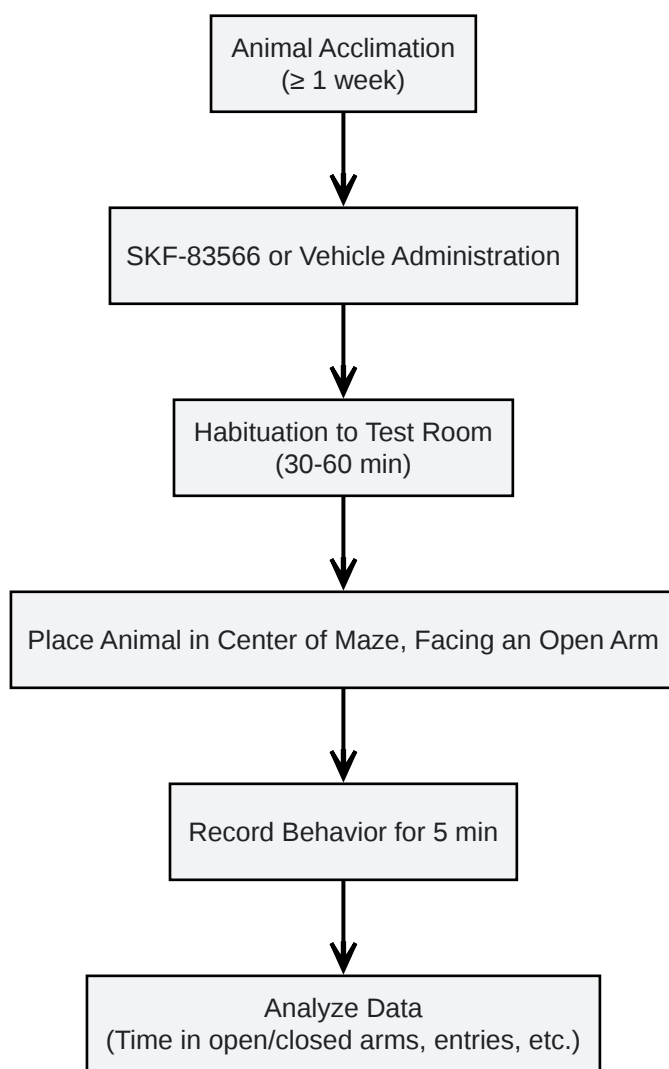 Animal Acclimation
(≥ 1 week)
SKF-83566 or Vehicle Administration
Habituation to Test Room
(30-60 min)
Place Animal in Center of Maze, Facing an Open Arm
Record Behavior for 5 min
Analyze Data
(Time in open/closed arms, entries, etc.)